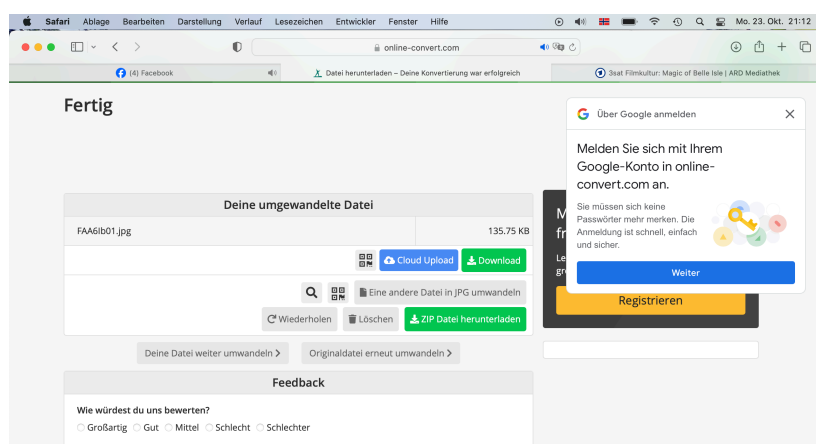 Safari Ablage Bearbeiten Darstellung Verlauf Lesezeichen Entwickler Fenster Hilfe Mo. 23. Okt. 21:12
online-convert.com
(4) Facebook
Datei herunterladen – Deine Konvertierung war erfolgreich
3sat Filmkultur: Magic of Belle Isle | ARD Mediathek
Fertig
Deine umgewandelte Datei
FAA6Ib01.jpg 135.75 KB
Cloud Upload Download
Eine andere Datei in JPG umwandeln
Wiederholen Löschen ZIP Datei herunterladen
Deine Datei weiter umwandeln Originaldatei erneut umwandeln
Feedback
Wie würdest du uns bewerten?
Großartig Gut Mittel Schlecht Schlechter
Über Google anmelden
Melden Sie sich mit Ihrem
Google-Konto in online-
convert.com an.
Sie müssen sich keine
Passwörter mehr merken. Die
Anmeldung ist schnell, einfach
und sicher.
Weiter
Registrieren